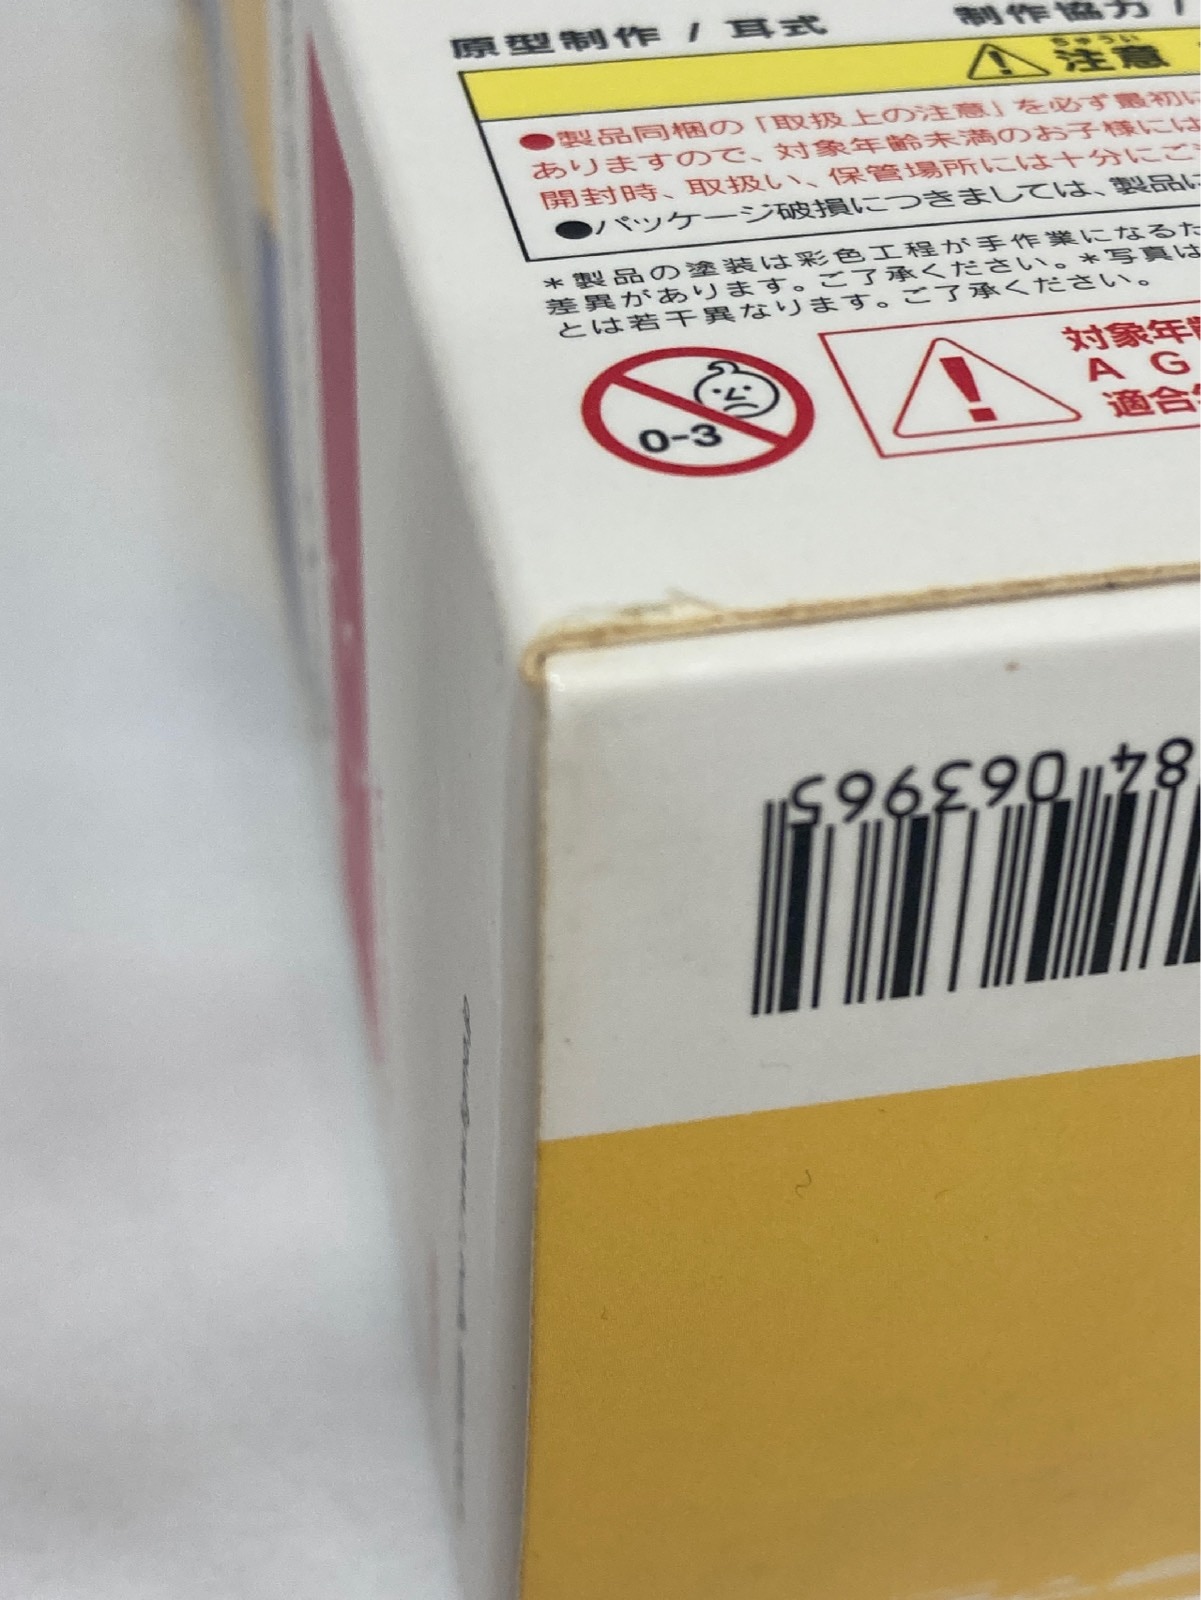 原型制作 / 耳式 制作協力 /
ちゅうい
注意
●製品同梱の「取扱上の注意」を必ず最初に
ありますので、対象年齢未満のお子様には
開封時、取扱い、保管場所には十分にご
●パッケージ破損につきましては、製品に
＊製品の塗装は彩色工程が手作業になるた
差異があります。ご了承ください。＊写真は
とは若干異なります。ご了承ください。
0-3
対象年齢
A G
適合
84 063965